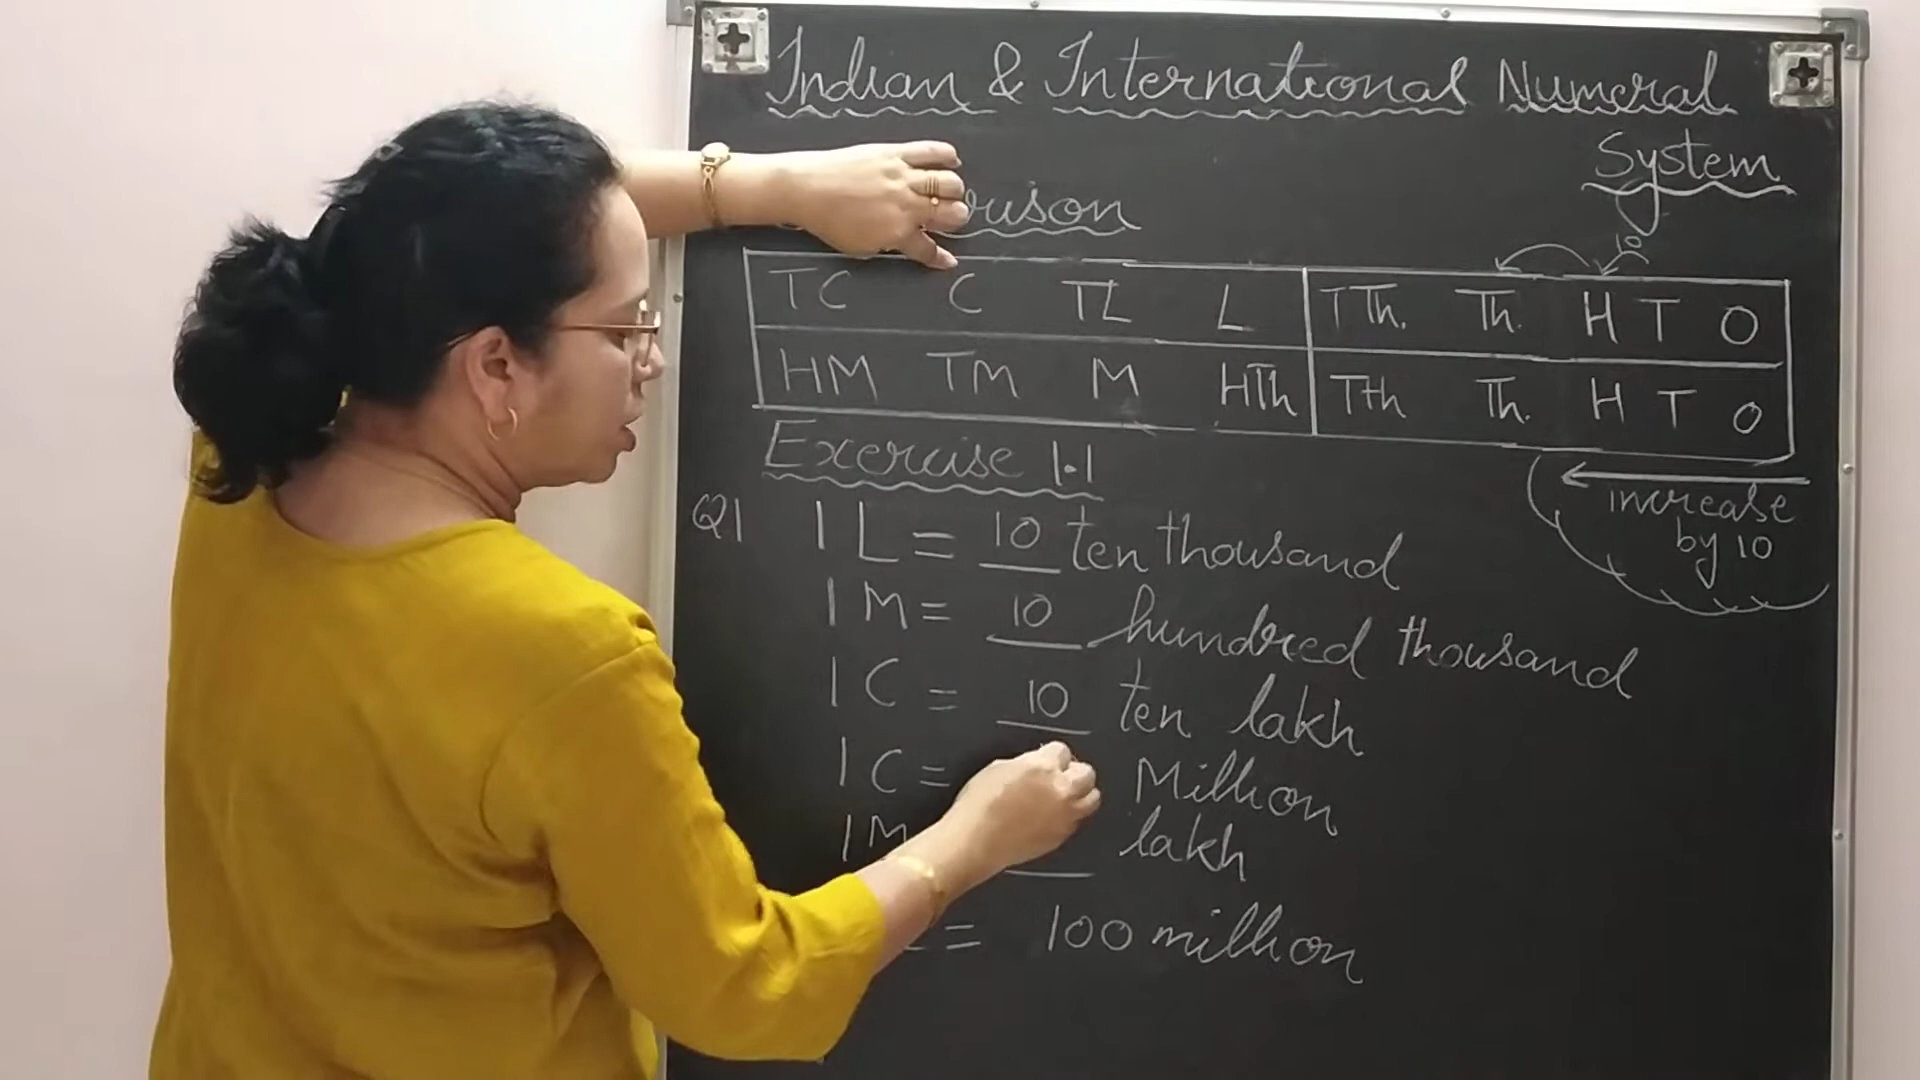 Indian & International Numeral
System
10
TC C TL L TTh. Th. H T O
HM TM M HTh Tth Th. H T O
Exercise 1.1
increase
by 10
Q1 1 L = 10 ten thousand
1 M = 10 hundred thousand
1 C = 10 ten lakh
1 C = Million
1 M lakh
= 100 million